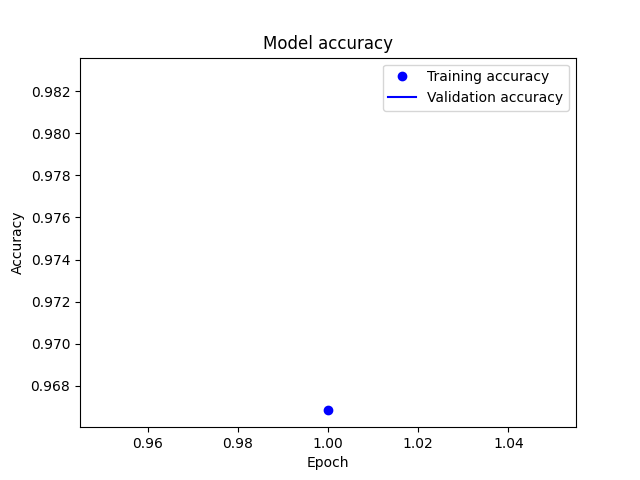 Model accuracy
Training accuracy
Validation accuracy
0.982
0.980
0.978
0.976
0.974
0.972
0.970
0.968
Accuracy
0.96 0.98 1.00 1.02 1.04
Epoch